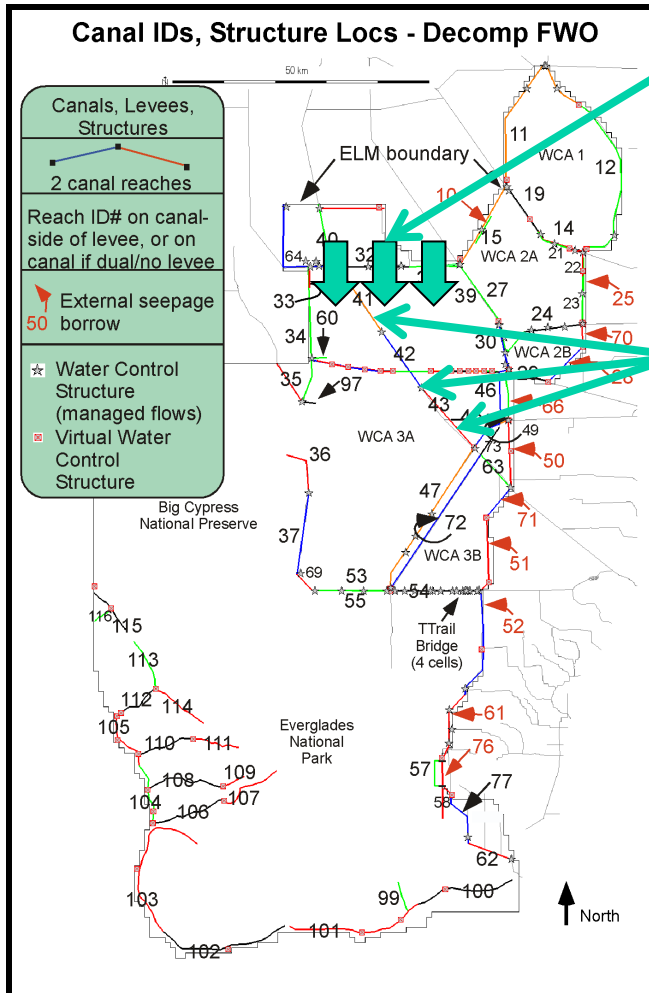 Canal IDs, Structure Locs - Decomp FWO
50 km
Canals, Levees,
Structures
2 canal reaches
Reach ID# on canal-
side of levee, or on
canal if dual/no levee
External seepage
50
borrow
Water Control
Structure
(managed flows)
Virtual Water
Control
Structure
ELM boundary
11
WCA 1
12
10
19
15
14
21
WCA 2A
22
40
64
32
33
41
39
27
23
25
60
34
24
70
30
WCA 2B
42
28
35
97
46
43
66
WCA 3A
49
36
73
50
63
Big Cypress
National Preserve
47
71
37
72
WCA 3B
51
69
53
55
54
52
TTrail
Bridge
(4 cells)
116
115
113
112
114
61
105
Everglades
National
Park
110
111
76
57
108
109
77
104
107
58
106
62
103
99
100
101
102
North